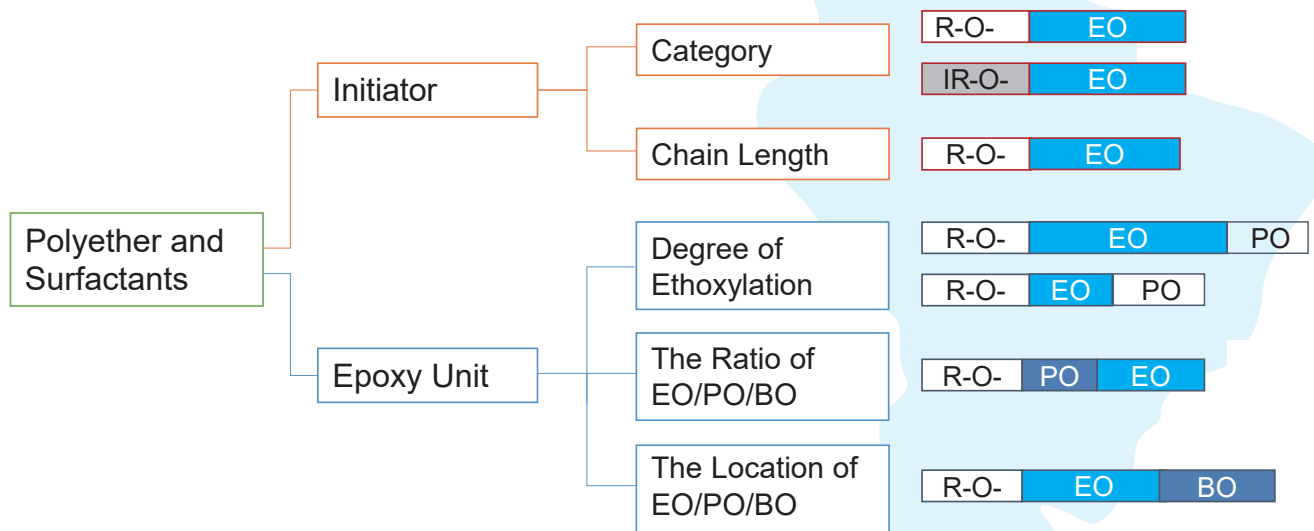 R-O- EO
Category
IR-O- EO
Initiator
Chain Length
R-O- EO
Polyether and
Surfactants
Degree of
Ethoxylation
R-O- EO PO
R-O- EO PO
Epoxy Unit
The Ratio of
EO/PO/BO
R-O- PO EO
The Location of
EO/PO/BO
R-O- EO BO